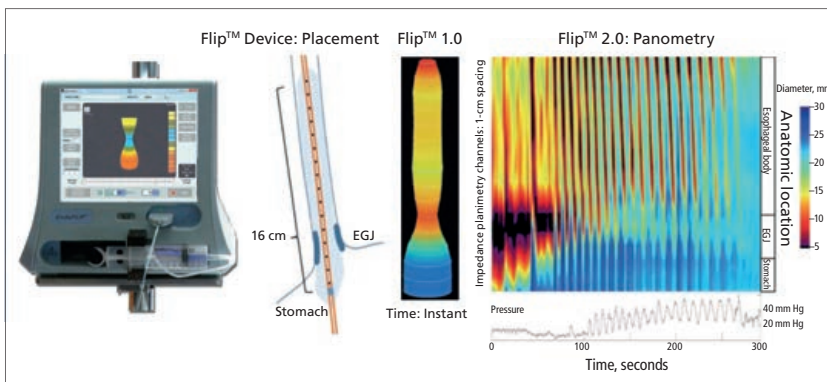 Flip™ Device: Placement
Flip™ 1.0
Flip™ 2.0: Panometry
16 cm
EGJ
Stomach
Time: Instant
Impedance planimetry channels: 1-cm spacing
Esophageal body
EGJ
Stomach
Anatomic location
Diameter, mm
30
25
20
15
10
5
Pressure
40 mm Hg
20 mm Hg
0
100
200
300
Time, seconds